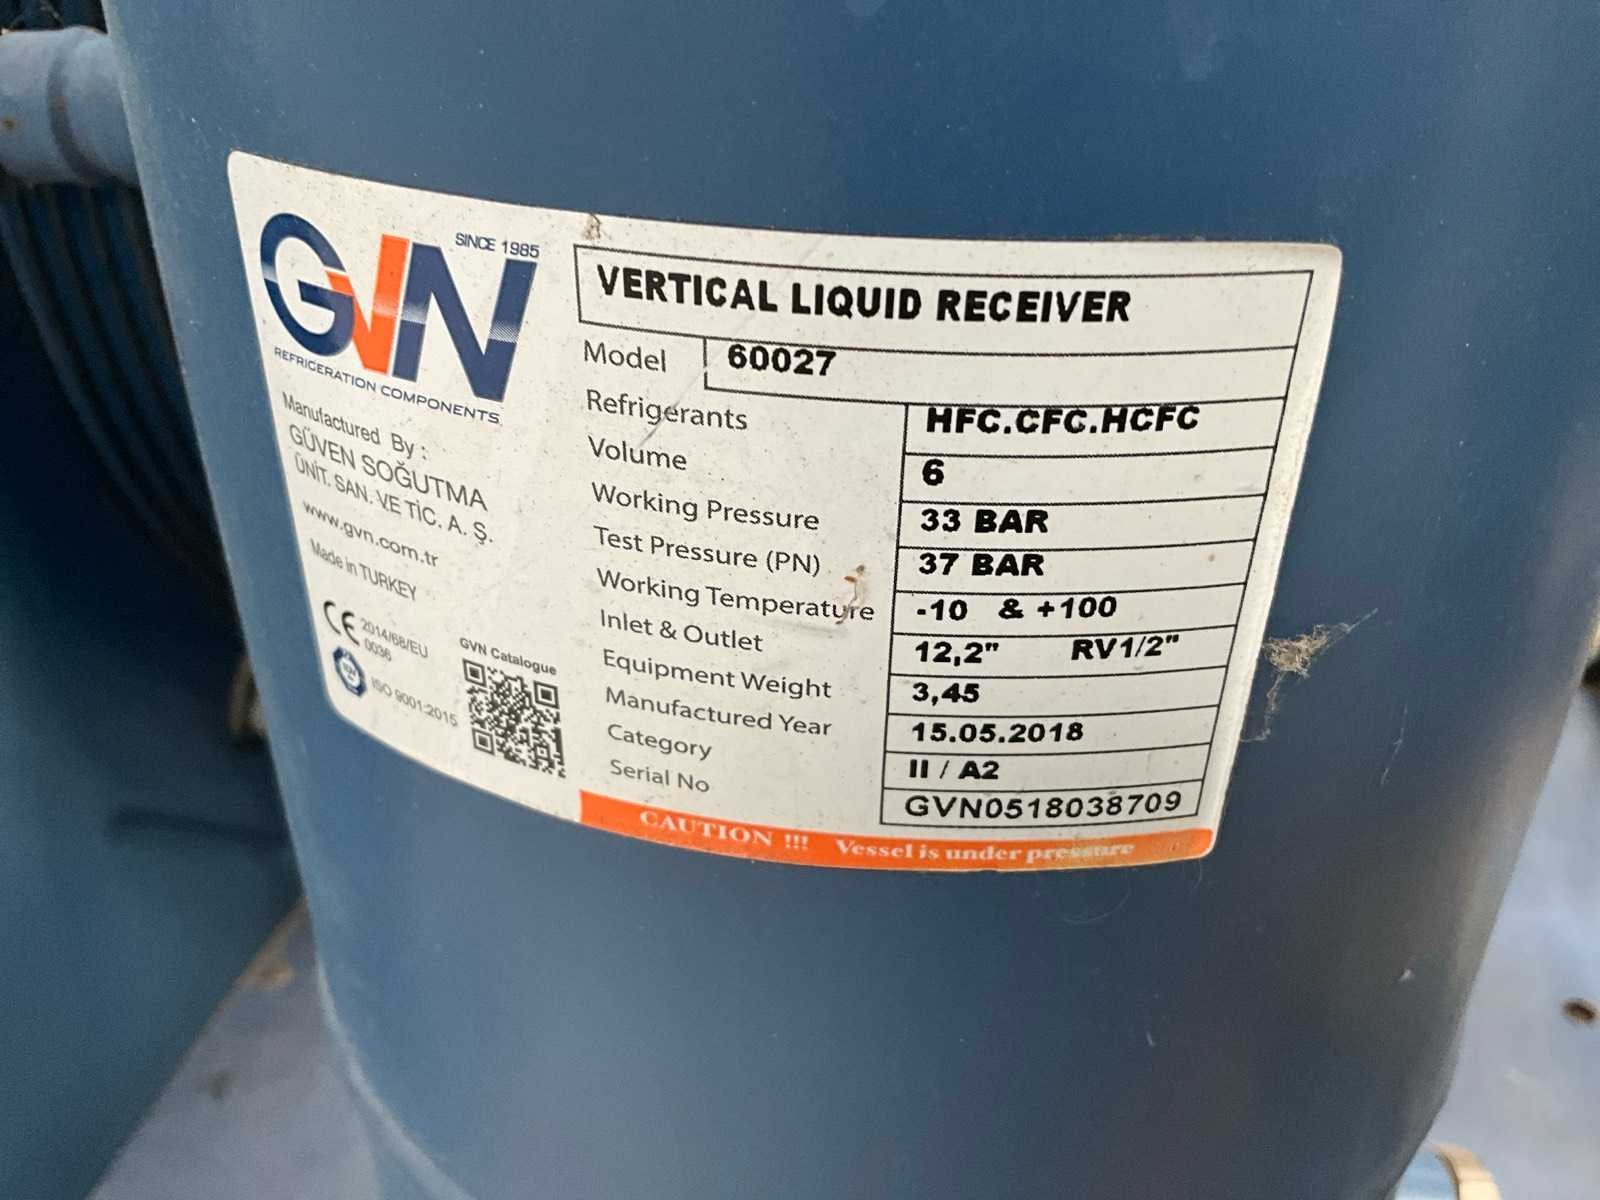 GVN
SINCE 1985
REFRIGERATION COMPONENTS
Manufactured By :
GÜVEN SOĞUTMA
ÜNİT. SAN. VE TİC. A. Ş.
www.gvn.com.tr
Made in TURKEY
CE 2014/68/EU
0036
ISO 9001:2015
GVN Catalogue
VERTICAL LIQUID RECEIVER
Model 60027
Refrigerants HFC.CFC.HCFC
Volume 6
Working Pressure 33 BAR
Test Pressure (PN) 37 BAR
Working Temperature -10 & +100
Inlet & Outlet 12,2" RV1/2"
Equipment Weight 3,45
Manufactured Year 15.05.2018
Category II / A2
Serial No GVN0518038709
CAUTION !!! Vessel is under pressure